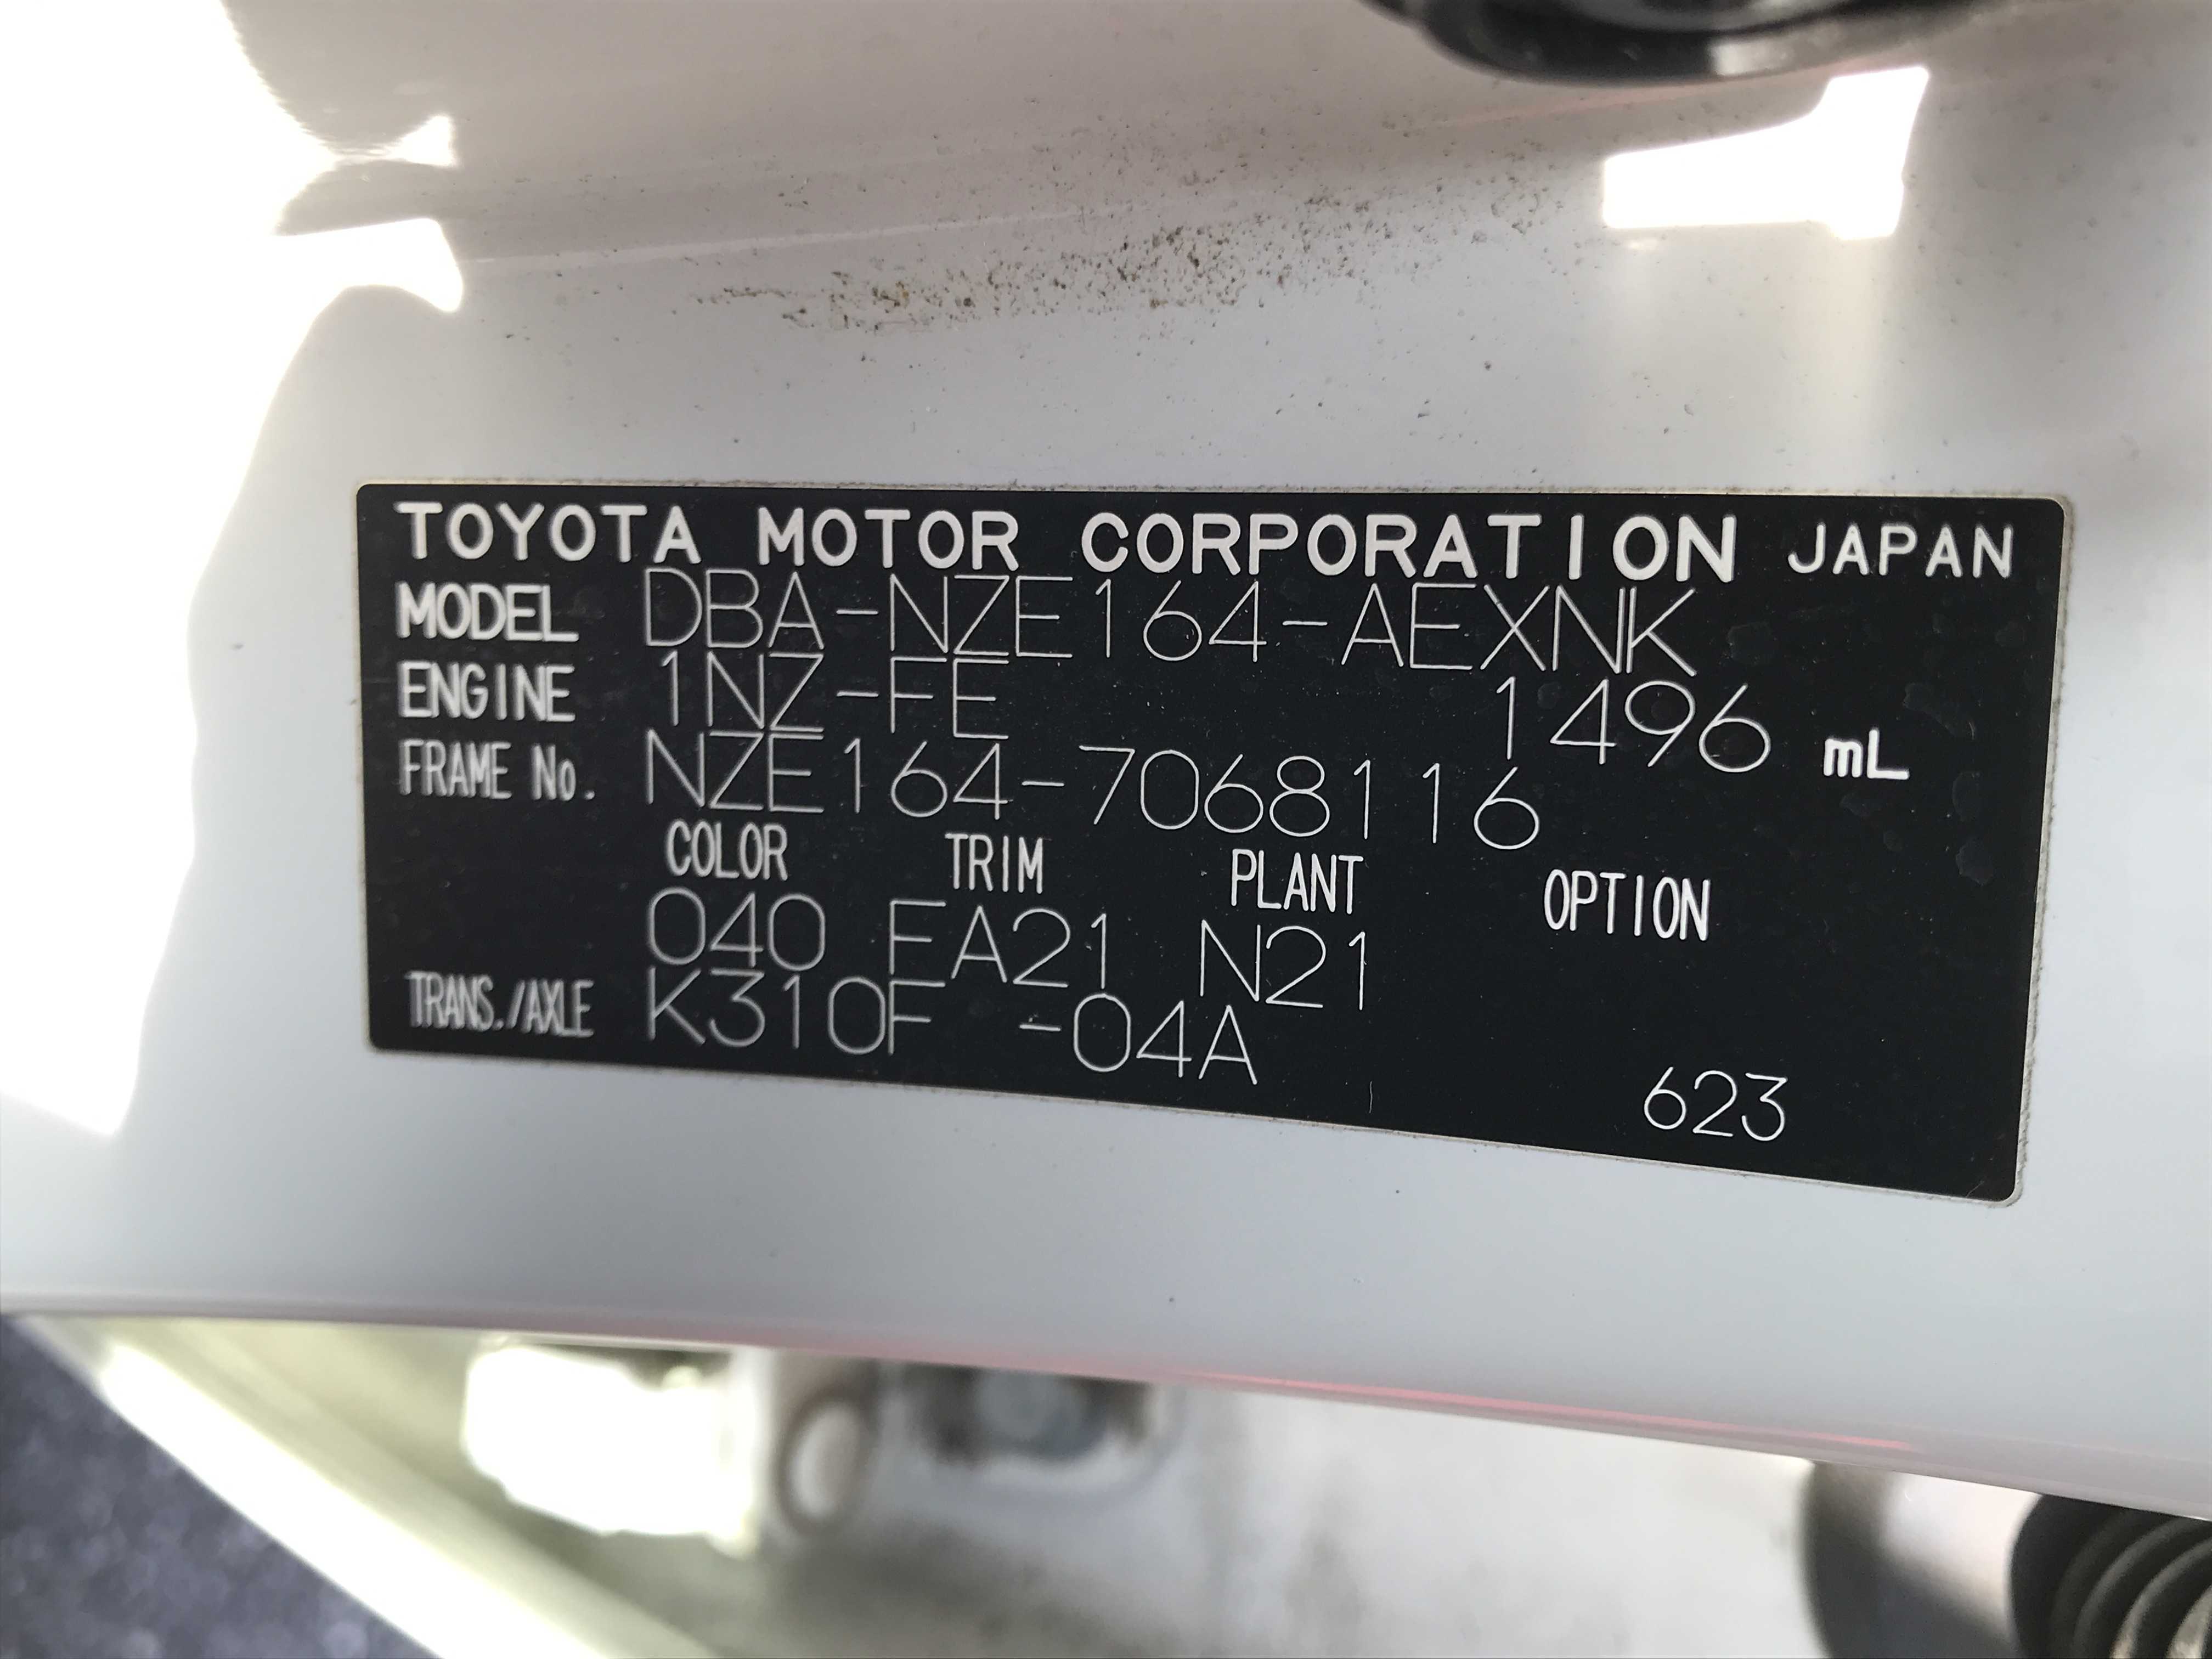 TOYOTA MOTOR CORPORATION JAPAN
MODEL DBA-NZE164-AEXNK
ENGINE 1NZ-FE 1496 mL
FRAME No. NZE164-7068116
COLOR TRIM PLANT OPTION
040 FA21 N21
TRANS./AXLE K310F -04A
623